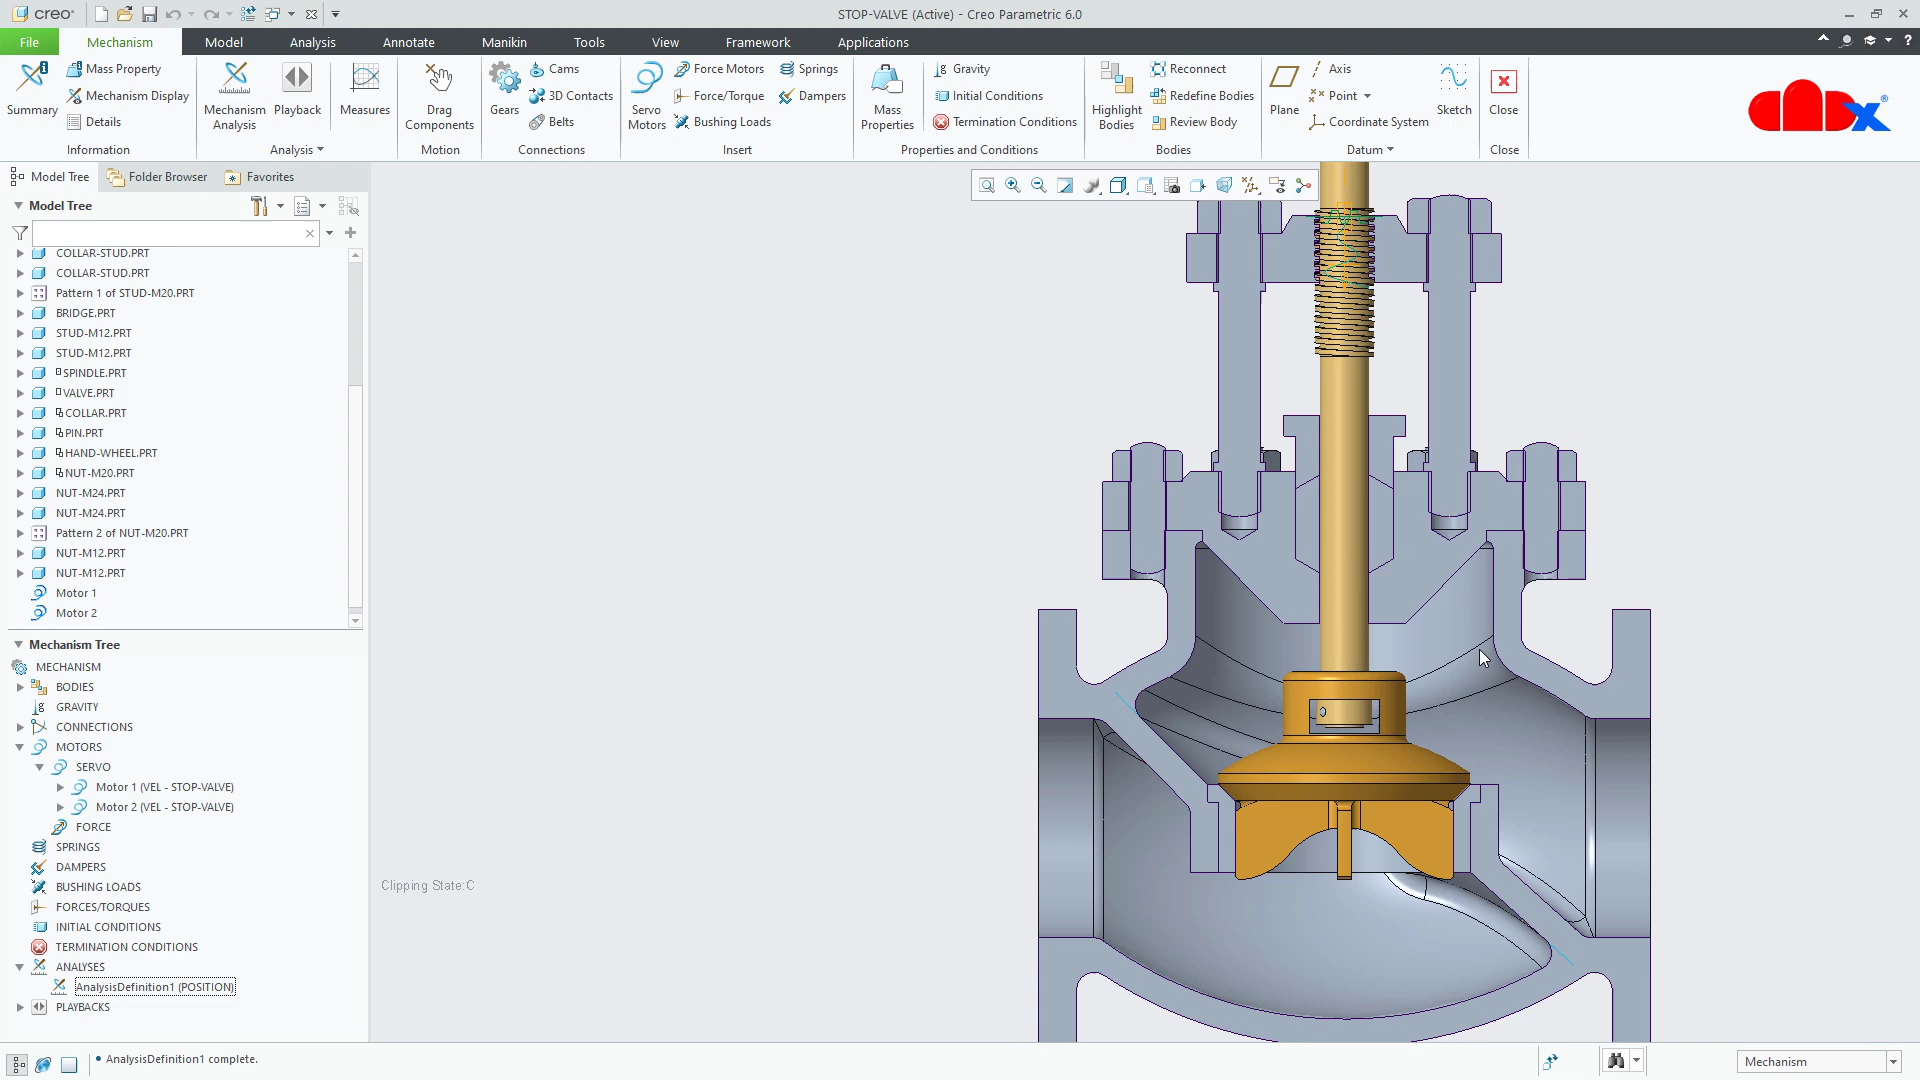 creo®
STOP-VALVE (Active) - Creo Parametric 6.0
File
Mechanism
Model
Analysis
Annotate
Manikin
Tools
View
Framework
Applications
Summary
Mass Property
Mechanism Display
Details
Information
Mechanism
Analysis
Playback
Analysis
Measures
Drag
Components
Motion
Gears
Cams
3D Contacts
Belts
Connections
Servo
Motors
Force Motors
Force/Torque
Bushing Loads
Springs
Dampers
Insert
Mass
Properties
Gravity
Initial Conditions
Termination Conditions
Properties and Conditions
Highlight
Bodies
Reconnect
Redefine Bodies
Review Body
Bodies
Plane
Axis
Point
Coordinate System
Sketch
Datum
Close
Close
Model Tree
Folder Browser
Favorites
Model Tree
COLLAR-STUD.PRT
COLLAR-STUD.PRT
Pattern 1 of STUD-M20.PRT
BRIDGE.PRT
STUD-M12.PRT
STUD-M12.PRT
SPINDLE.PRT
VALVE.PRT
COLLAR.PRT
PIN.PRT
HAND-WHEEL.PRT
NUT-M20.PRT
NUT-M24.PRT
NUT-M24.PRT
Pattern 2 of NUT-M20.PRT
NUT-M12.PRT
NUT-M12.PRT
Motor 1
Motor 2
Mechanism Tree
MECHANISM
BODIES
GRAVITY
CONNECTIONS
MOTORS
SERVO
Motor 1 (VEL - STOP-VALVE)
Motor 2 (VEL - STOP-VALVE)
FORCE
SPRINGS
DAMPERS
BUSHING LOADS
FORCES/TORQUES
INITIAL CONDITIONS
TERMINATION CONDITIONS
ANALYSES
AnalysisDefinition1 (POSITION)
PLAYBACKS
Clipping State:C
AnalysisDefinition1 complete.
Mechanism